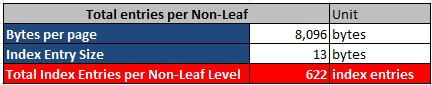 Total entries per Non-Leaf Unit
Bytes per page 8,096 bytes
Index Entry Size 13 bytes
Total Index Entries per Non-Leaf Level 622 index entries